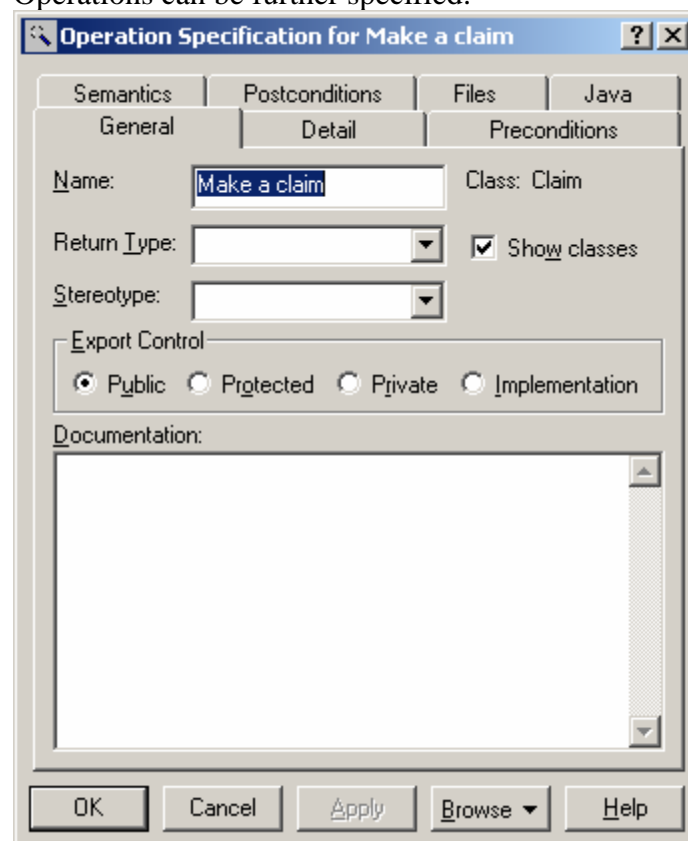 Operations can be further specified.
Operation Specification for Make a claim
Semantics Postconditions Files Java
General Detail Preconditions
Name: Make a claim Class: Claim
Return Type: Show classes
Stereotype:
Export Control
Public Protected Private Implementation
Documentation:
OK Cancel Apply Browse Help